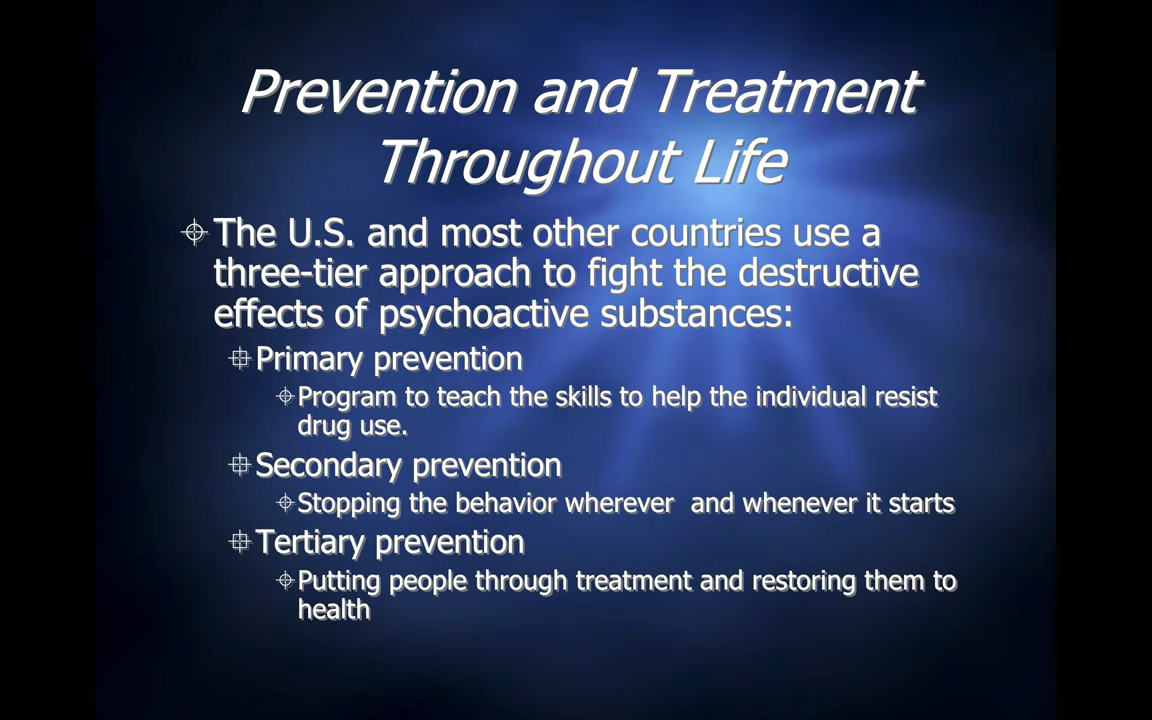 Prevention and Treatment
Throughout Life
The U.S. and most other countries use a
three-tier approach to fight the destructive
effects of psychoactive substances:
Primary prevention
Program to teach the skills to help the individual resist
drug use.
Secondary prevention
Stopping the behavior wherever and whenever it starts
Tertiary prevention
Putting people through treatment and restoring them to
health